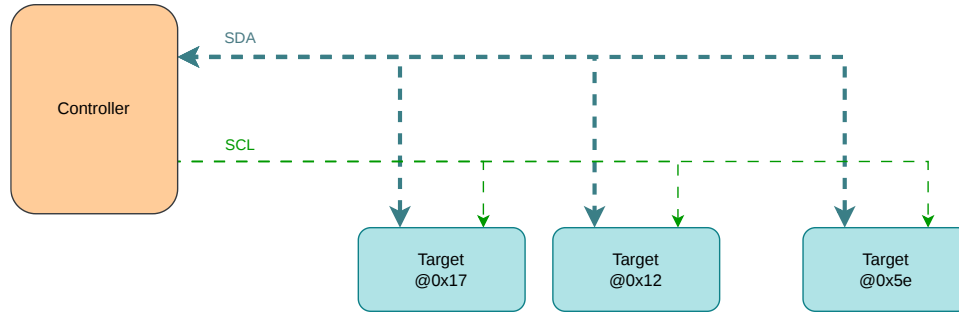 SDA
Controller
SCL
Target
@0x17
Target
@0x12
Target
@0x5e